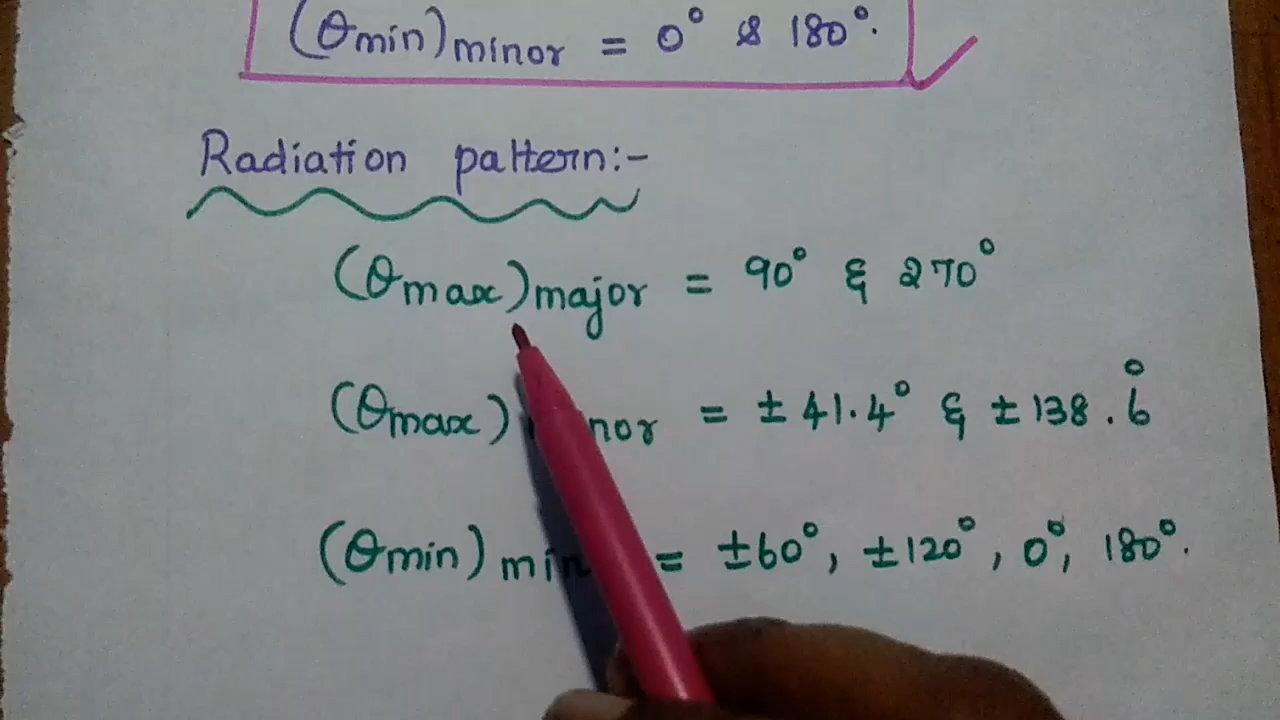 (θmin)minor = 0° & 180°.
Radiation pattern:-
(θmax)major = 90° & 270°
(θmax) nor = ± 41.4° & ± 138.6°
(θmin) min = ±60°, ±120°, 0°, 180°.